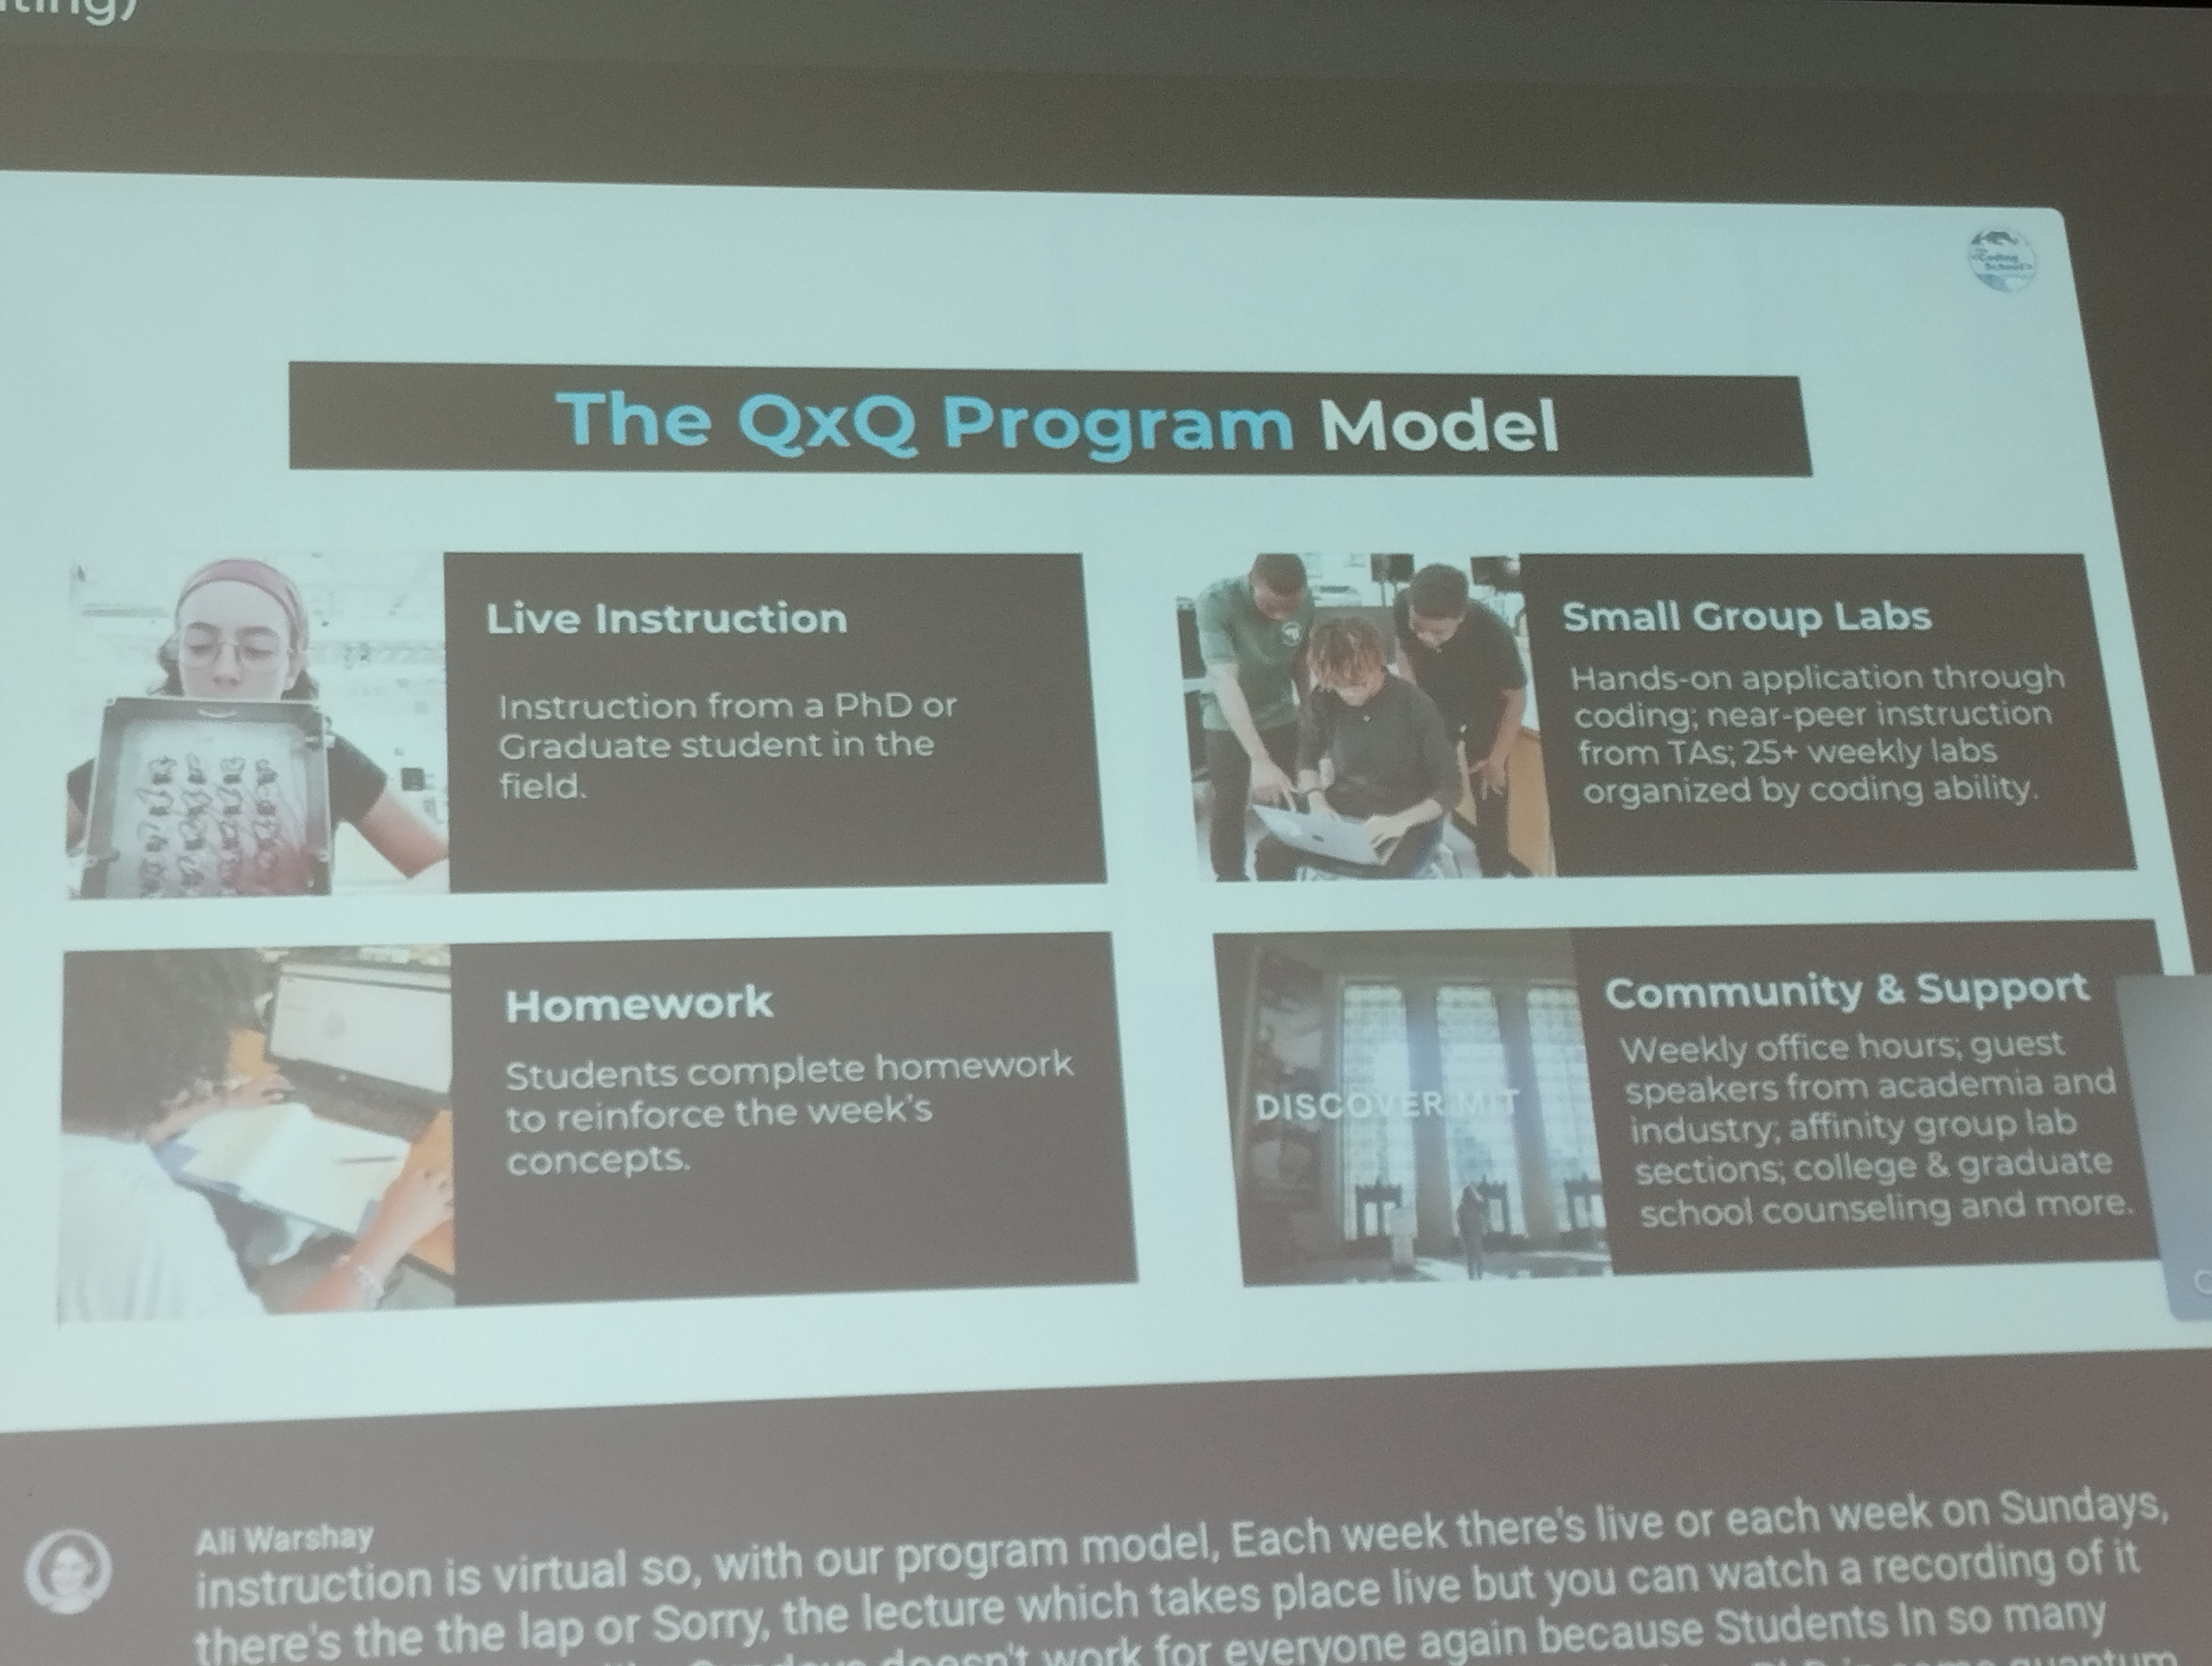 The Coding School
The QxQ Program Model
Live Instruction
Instruction from a PhD or
Graduate student in the
field.
Small Group Labs
Hands-on application through
coding; near-peer instruction
from TAs; 25+ weekly labs
organized by coding ability.
Homework
Students complete homework
to reinforce the week's
concepts.
DISCOVER MIT
Community & Support
Weekly office hours; guest
speakers from academia and
industry; affinity group lab
sections; college & graduate
school counseling and more.
Ali Warshay
instruction is virtual so, with our program model, Each week there's live or each week on Sundays,
there's the the lap or Sorry, the lecture which takes place live but you can watch a recording of it
doesn't work for everyone again because Students In so many
quantum